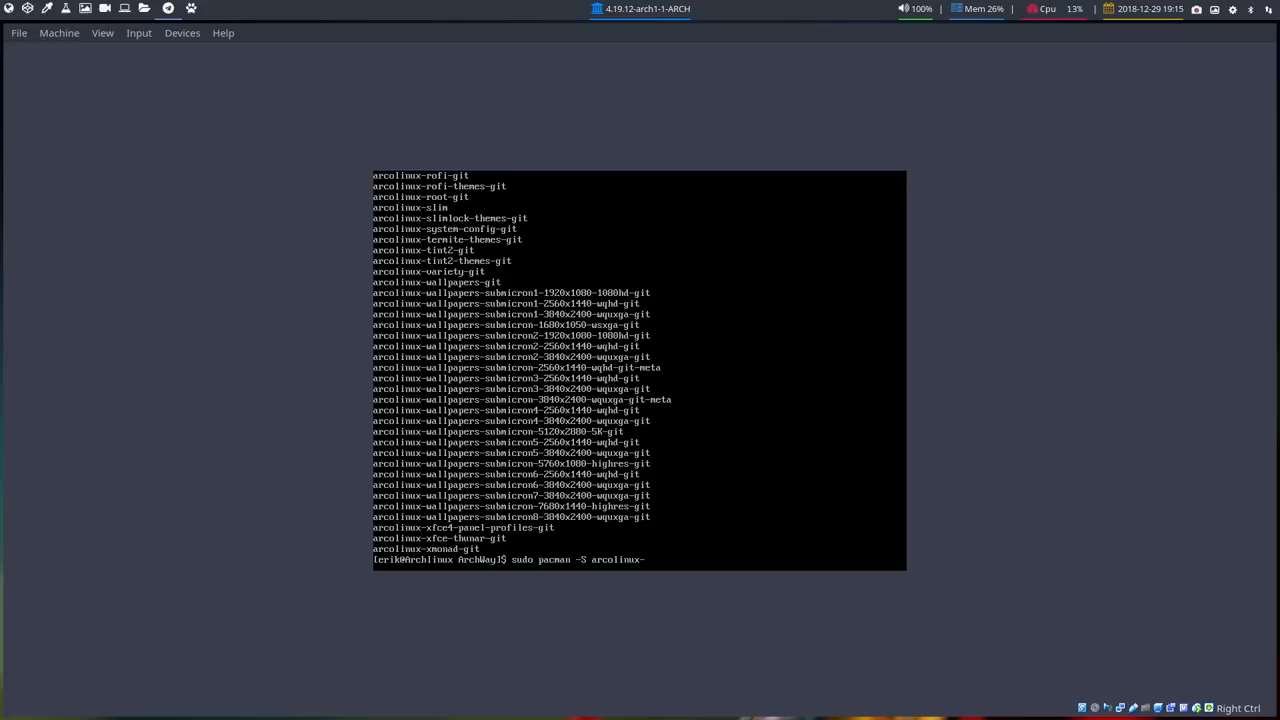 4.19.12-arch1-1-ARCH
100% | Mem 26% | Cpu 13% | 2018-12-29 19:15
File Machine View Input Devices Help
arcolinux-rofi-git
arcolinux-rofi-themes-git
arcolinux-root-git
arcolinux-slim
arcolinux-slimlock-themes-git
arcolinux-system-config-git
arcolinux-termite-themes-git
arcolinux-tint2-git
arcolinux-tint2-themes-git
arcolinux-variety-git
arcolinux-wallpapers-git
arcolinux-wallpapers-submicron1-1920x1080-1080hd-git
arcolinux-wallpapers-submicron1-2560x1440-wqhd-git
arcolinux-wallpapers-submicron1-3840x2400-wquxga-git
arcolinux-wallpapers-submicron-1680x1050-wsxga-git
arcolinux-wallpapers-submicron2-1920x1080-1080hd-git
arcolinux-wallpapers-submicron2-2560x1440-wqhd-git
arcolinux-wallpapers-submicron2-3840x2400-wquxga-git
arcolinux-wallpapers-submicron-2560x1440-wqhd-git-meta
arcolinux-wallpapers-submicron3-2560x1440-wqhd-git
arcolinux-wallpapers-submicron3-3840x2400-wquxga-git
arcolinux-wallpapers-submicron-3840x2400-wquxga-git-meta
arcolinux-wallpapers-submicron4-2560x1440-wqhd-git
arcolinux-wallpapers-submicron4-3840x2400-wquxga-git
arcolinux-wallpapers-submicron-5120x2880-5K-git
arcolinux-wallpapers-submicron5-2560x1440-wqhd-git
arcolinux-wallpapers-submicron5-3840x2400-wquxga-git
arcolinux-wallpapers-submicron-5760x1080-highres-git
arcolinux-wallpapers-submicron6-2560x1440-wqhd-git
arcolinux-wallpapers-submicron6-3840x2400-wquxga-git
arcolinux-wallpapers-submicron7-3840x2400-wquxga-git
arcolinux-wallpapers-submicron-7680x1440-highres-git
arcolinux-wallpapers-submicron8-3840x2400-wquxga-git
arcolinux-xfce4-panel-profiles-git
arcolinux-xfce-thunar-git
arcolinux-xmonad-git
[erik@Archlinux ArchWay]$ sudo pacman -S arcolinux-
Right Ctrl